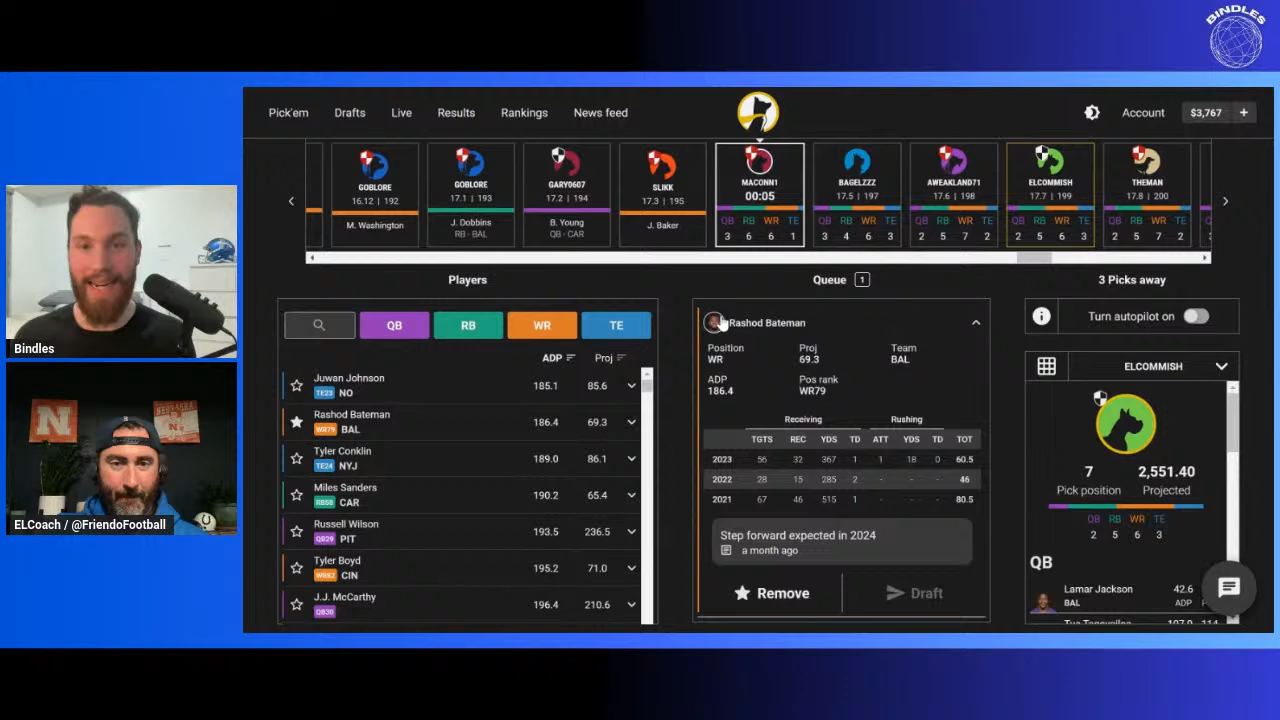 BINDLES
Pick'em Drafts Live Results Rankings News feed Account $3,767 +
GOBLORE GOBLORE GARY0607 SLIKK MACONN1 BAGELZZZ AWEAKLAND71 ELCOMMISH THEMAN
16.12 | 192 17.1 | 193 17.2 | 194 17.3 | 195 00:05 17.5 | 197 17.6 | 198 17.7 | 199 17.8 | 200
M. Washington J. Dobbins B. Young J. Baker QB RB WR TE QB RB WR TE QB RB WR TE QB RB WR TE QB RB WR TE
RB - BAL QB - CAR 3 6 6 1 3 4 6 3 2 5 7 2 2 5 6 3 2 5 7 2
Players Queue 1 3 Picks away
QB RB WR TE
ADP Proj
Juwan Johnson 185.1 85.6
TE23 NO
Rashod Bateman 186.4 69.3
WR79 BAL
Tyler Conklin 189.0 86.1
TE24 NYJ
Miles Sanders 190.2 65.4
RB58 CAR
Russell Wilson 193.5 236.5
QB29 PIT
Tyler Boyd 195.2 71.0
WR82 CIN
J.J. McCarthy 196.4 210.6
QB30
Rashod Bateman
Position Proj Team
WR 69.3 BAL
ADP Pos rank
186.4 WR79
Receiving Rushing
TGTS REC YDS TD ATT YDS TD TOT
2023 56 32 367 1 1 18 0 60.5
2022 28 15 285 2 - - - 46
2021 67 46 515 1 - - - 80.5
Step forward expected in 2024
a month ago
Remove Draft
Turn autopilot on
ELCOMMISH
7 2,551.40
Pick position Projected
QB RB WR TE
2 5 6 3
QB
Lamar Jackson 42.6
BAL ADP
Bindles
N
NEBRASKA
ELCoach / @FriendoFootball